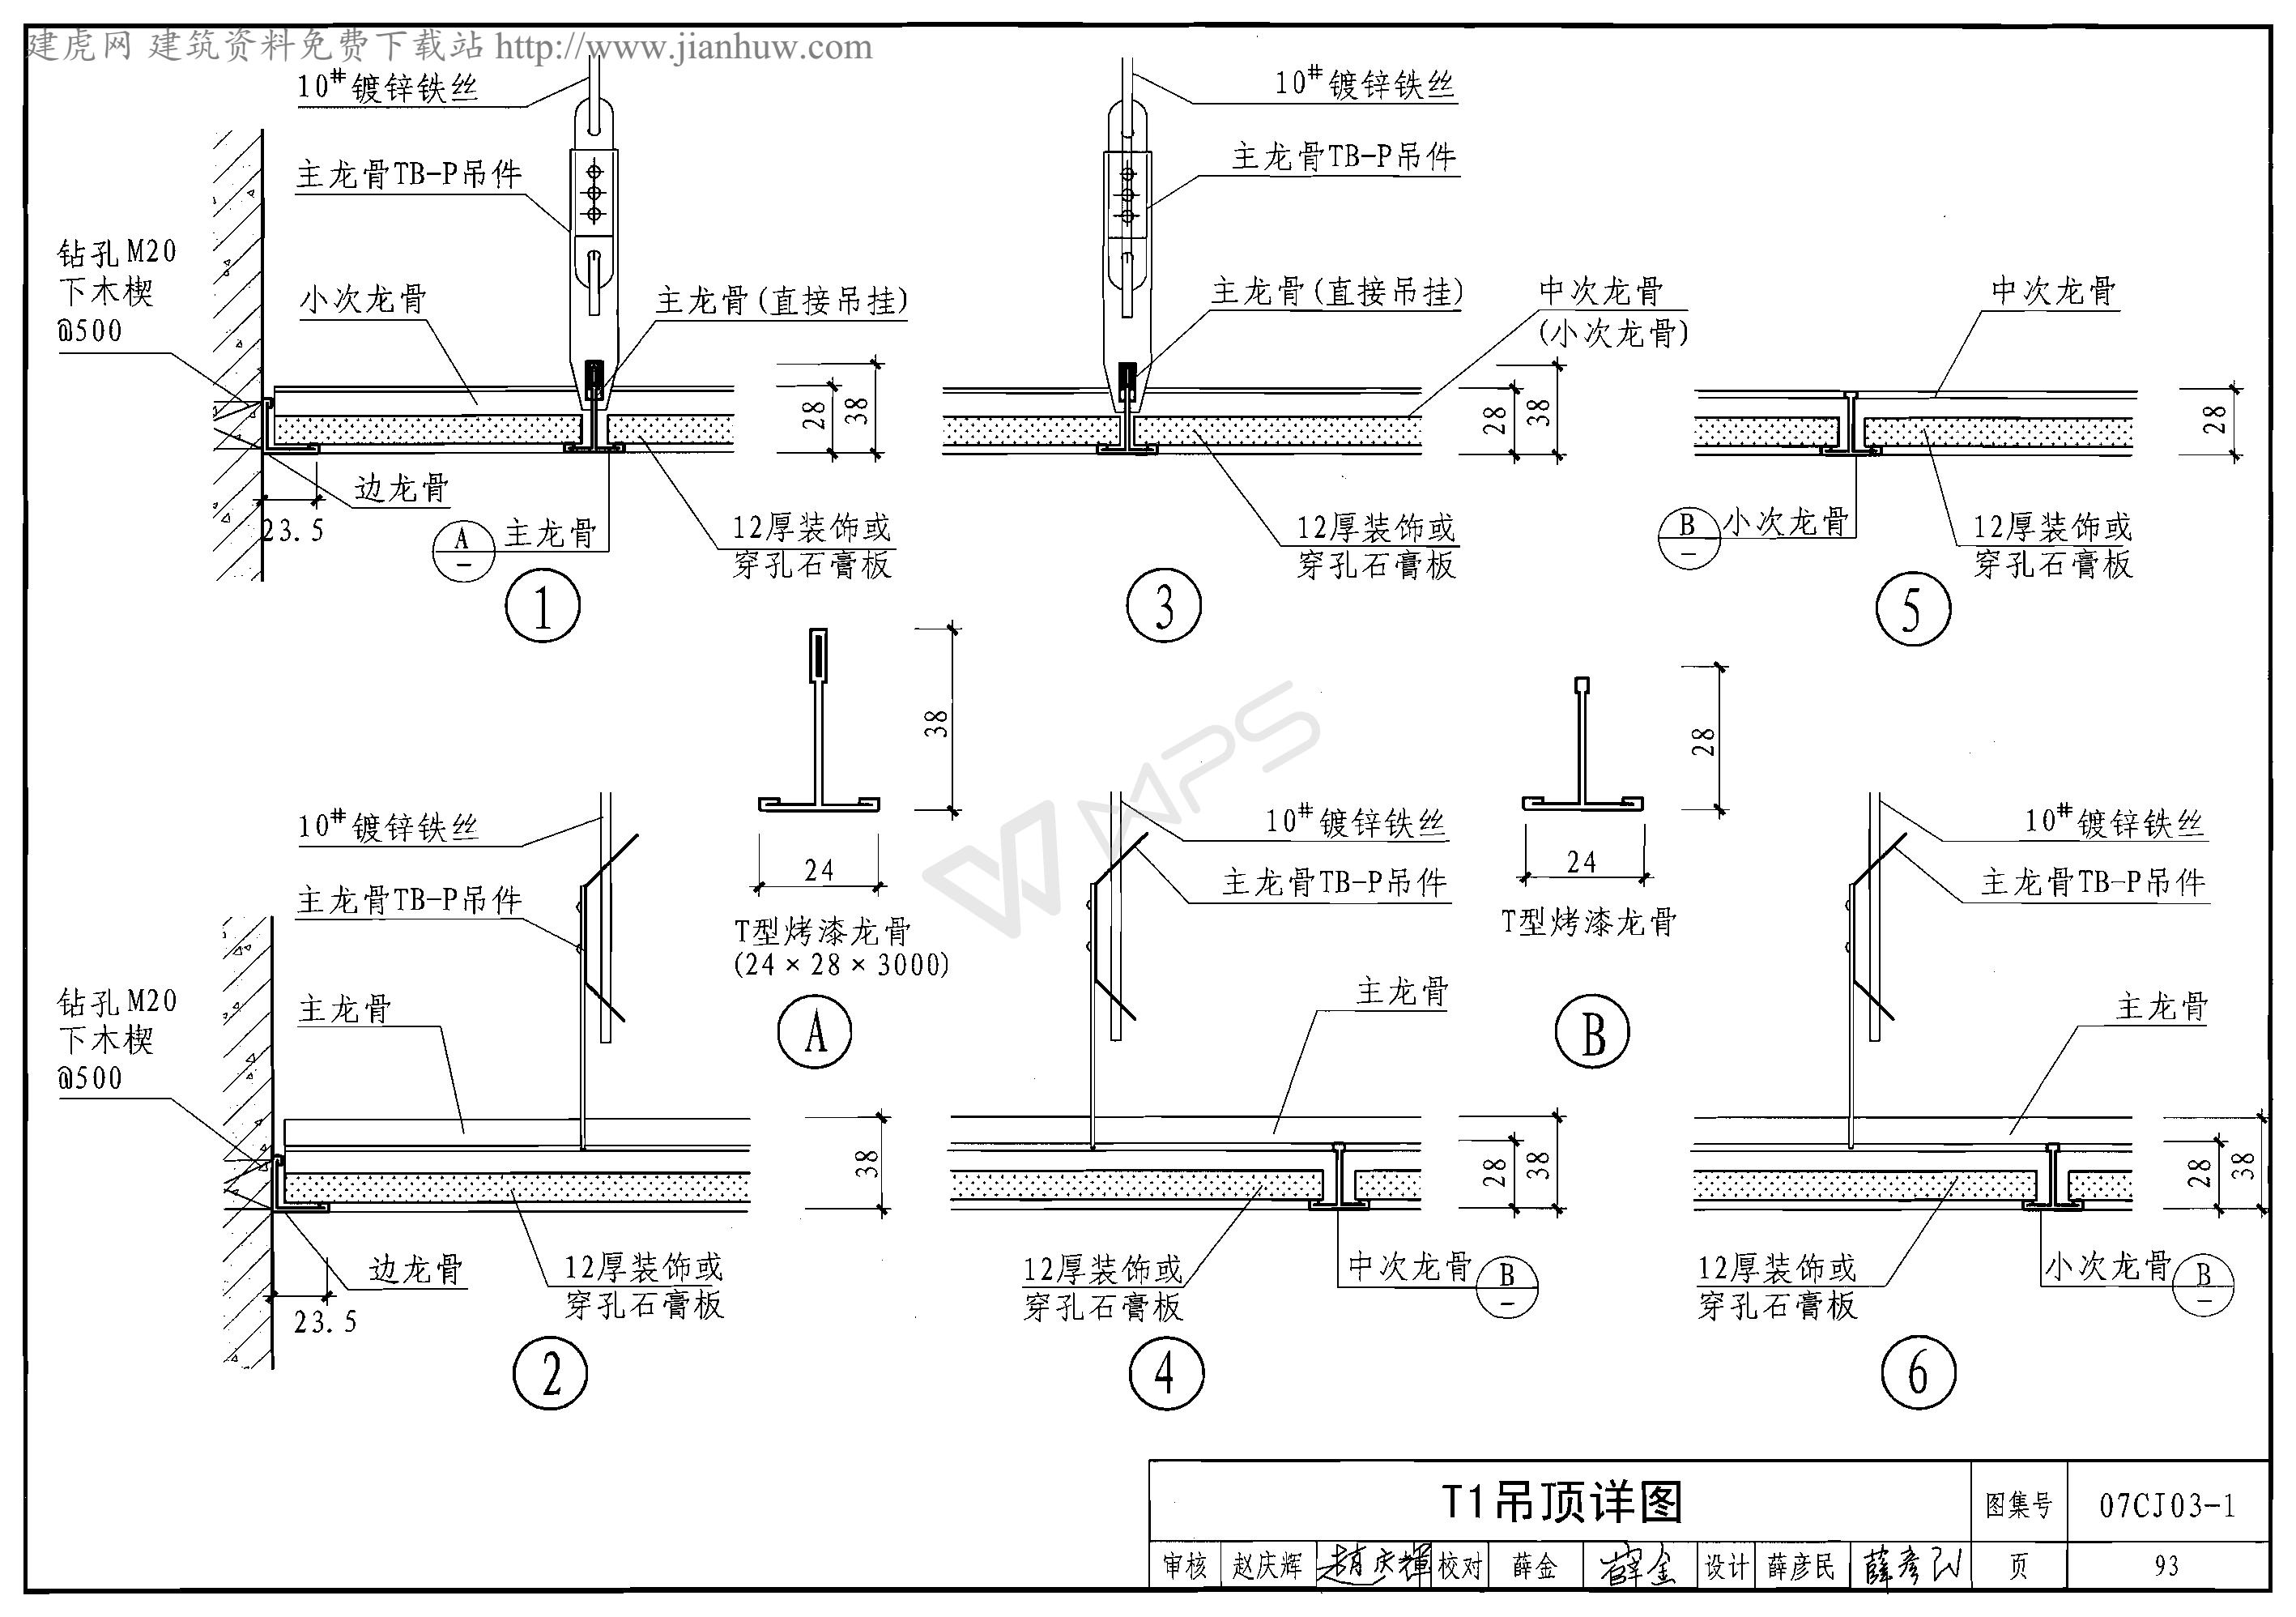 建虎网 建筑资料免费下载站 http://www.jianhuw.com
10#镀锌铁丝
主龙骨TB-P吊件
钻孔M20
下木楔
@500
小次龙骨
主龙骨(直接吊挂)
28
38
边龙骨
23.5
A
-
主龙骨
12厚装饰或
穿孔石膏板
1
10#镀锌铁丝
主龙骨TB-P吊件
主龙骨(直接吊挂)
中次龙骨
(小次龙骨)
28
38
12厚装饰或
穿孔石膏板
3
中次龙骨
28
B
-
小次龙骨
12厚装饰或
穿孔石膏板
5
38
24
T型烤漆龙骨
(24×28×3000)
A
28
24
T型烤漆龙骨
B
WPS
10#镀锌铁丝
主龙骨TB-P吊件
钻孔M20
下木楔
@500
主龙骨
38
边龙骨
23.5
12厚装饰或
穿孔石膏板
2
10#镀锌铁丝
主龙骨TB-P吊件
主龙骨
28
38
12厚装饰或
穿孔石膏板
中次龙骨
B
-
4
10#镀锌铁丝
主龙骨TB-P吊件
主龙骨
28
38
12厚装饰或
穿孔石膏板
小次龙骨
B
-
6
T1吊顶详图
图集号
07CJ03-1
审核 赵庆辉 趙庆輝 校对 薛金 薛金 设计 薛彦民 薛彦民
页
93